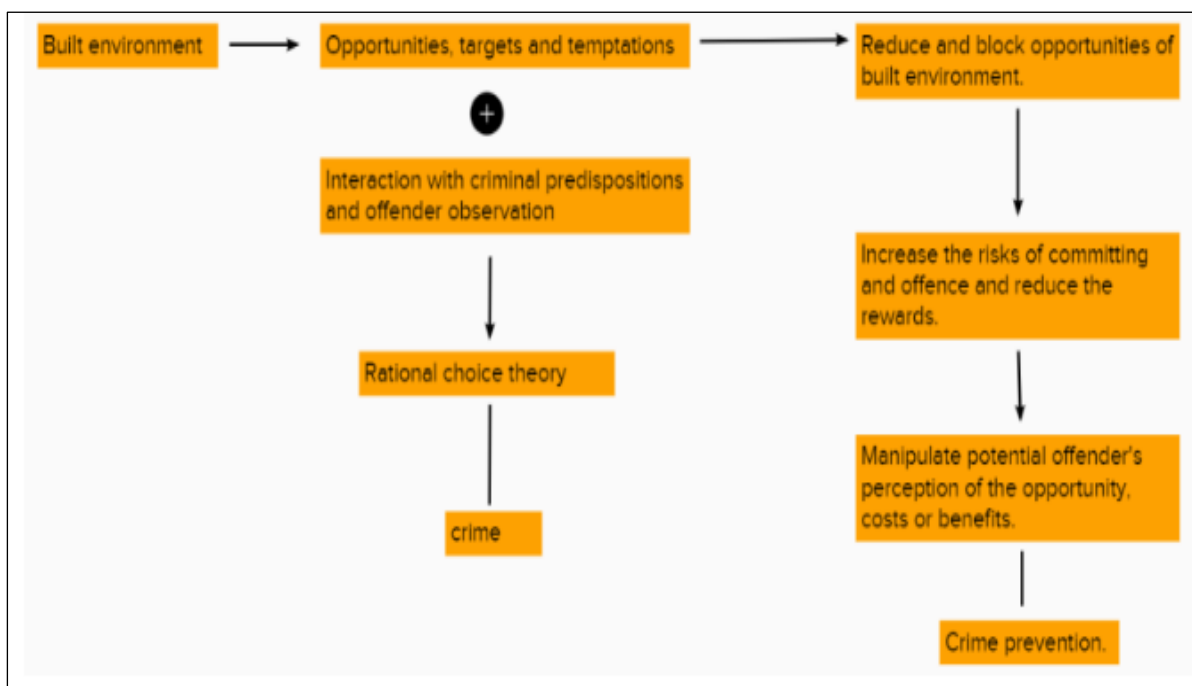 Built environment
Opportunities, targets and temptations
+
Interaction with criminal predispositions
and offender observation
Rational choice theory
crime
Reduce and block opportunities of
built environment.
Increase the risks of committing
and offence and reduce the
rewards.
Manipulate potential offender's
perception of the opportunity,
costs or benefits.
Crime prevention.